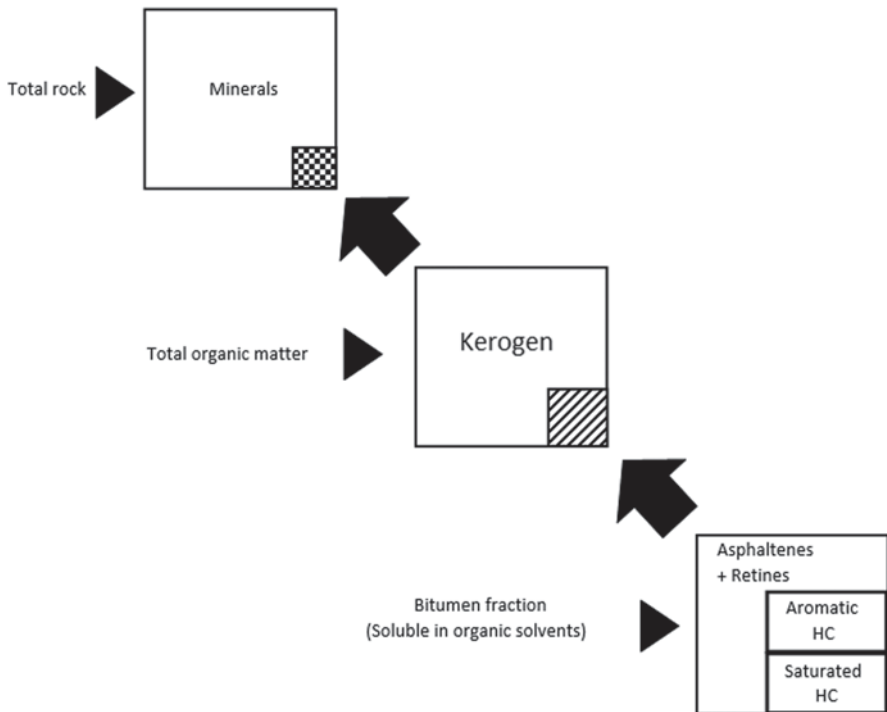 Total rock
Minerals
Total organic matter
Kerogen
Asphaltenes
+ Retines
Bitumen fraction
(Soluble in organic solvents)
Aromatic
HC
Saturated
HC